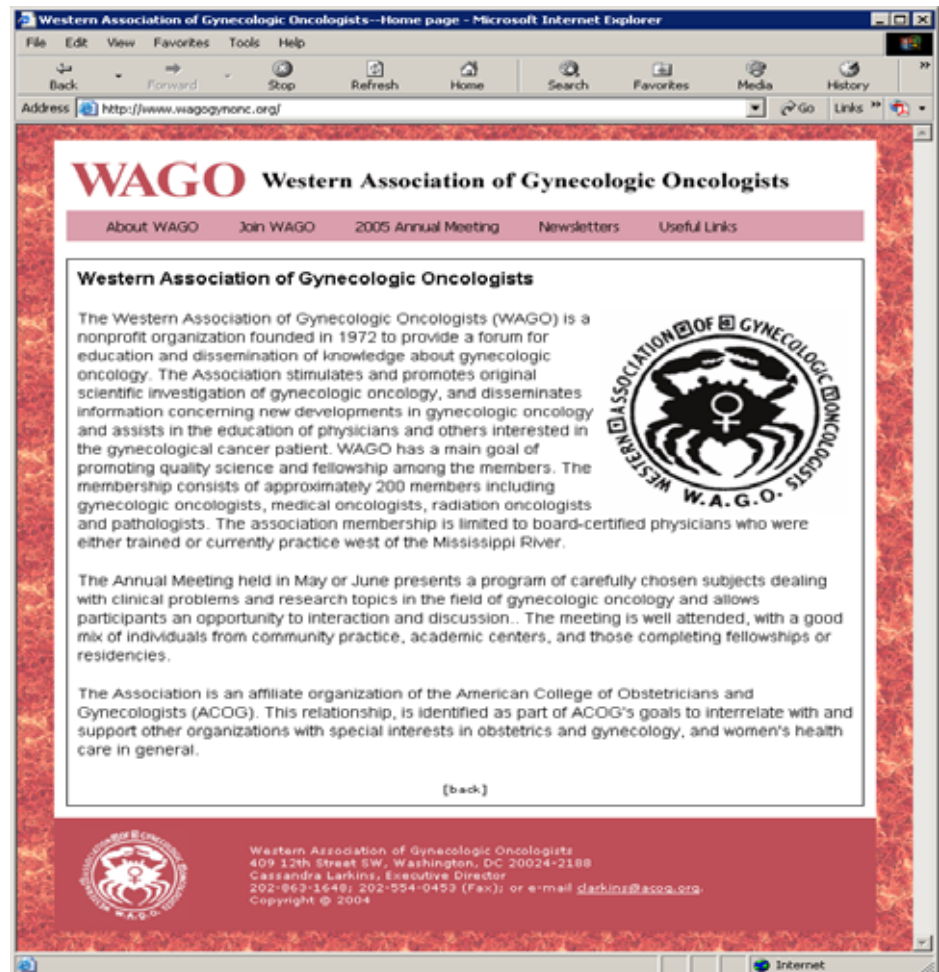 Western Association of Gynecologic Oncologists--Home page - Microsoft Internet Explorer
File Edit View Favorites Tools Help
Back Forward Stop Refresh Home Search Favorites Media History »
Address http://www.wagogynonc.org/ Go Links »
WAGO Western Association of Gynecologic Oncologists
About WAGO Join WAGO 2005 Annual Meeting Newsletters Useful Links
Western Association of Gynecologic Oncologists
The Western Association of Gynecologic Oncologists (WAGO) is a
nonprofit organization founded in 1972 to provide a forum for
education and dissemination of knowledge about gynecologic
oncology. The Association stimulates and promotes original
scientific investigation of gynecologic oncology, and disseminates
information concerning new developments in gynecologic oncology
and assists in the education of physicians and others interested in
the gynecological cancer patient. WAGO has a main goal of
promoting quality science and fellowship among the members. The
membership consists of approximately 200 members including
gynecologic oncologists, medical oncologists, radiation oncologists
and pathologists. The association membership is limited to board-certified physicians who were
either trained or currently practice west of the Mississippi River.
WESTERN ASSOCIATION OF GYNECOLOGIC ONCOLOGISTS
W.A.G.O.
The Annual Meeting held in May or June presents a program of carefully chosen subjects dealing
with clinical problems and research topics in the field of gynecologic oncology and allows
participants an opportunity to interaction and discussion.. The meeting is well attended, with a good
mix of individuals from community practice, academic centers, and those completing fellowships or
residencies.
The Association is an affiliate organization of the American College of Obstetricians and
Gynecologists (ACOG). This relationship, is identified as part of ACOG's goals to interrelate with and
support other organizations with special interests in obstetrics and gynecology, and women's health
care in general.
[back]
W.A.G.O.
Western Association of Gynecologic Oncologists
409 12th Street SW, Washington, DC 20024-2188
Cassandra Larkins, Executive Director
202-863-1648; 202-554-0453 (Fax); or e-mail clarkins@acog.org.
Copyright @ 2004
Internet